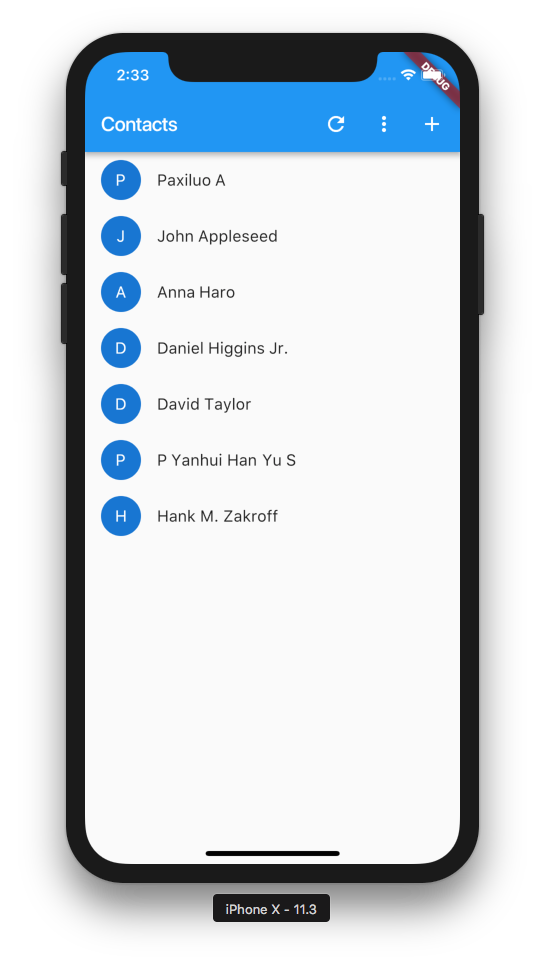 2:33
DEBUG
Contacts
P Paxiluo A
J John Appleseed
A Anna Haro
D Daniel Higgins Jr.
D David Taylor
P P Yanhui Han Yu S
H Hank M. Zakroff
iPhone X - 11.3